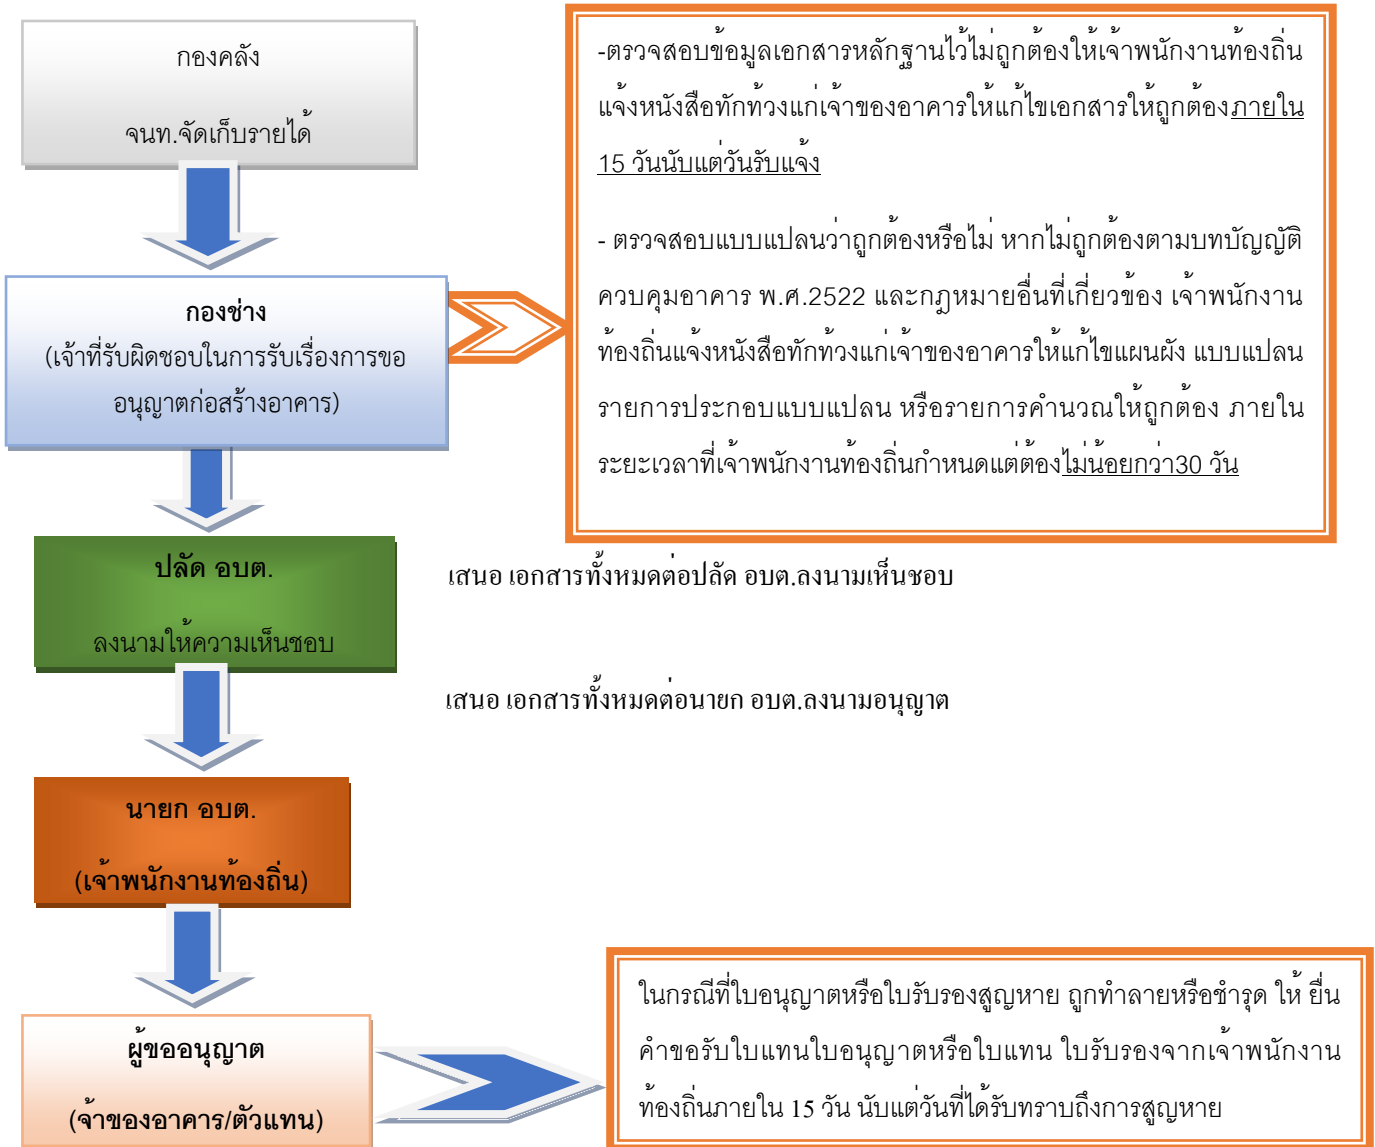 กองคลัง
จนท.จัดเก็บรายได้
-ตรวจสอบข้อมูลเอกสารหลักฐานไว้ไม่ถูกต้องให้เจ้าพนักงานท้องถิ่น
แจ้งหนังสือทักท้วงแก่เจ้าของอาคารให้แก้ไขเอกสารให้ถูกต้องภายใน
15 วันนับแต่วันรับแจ้ง
- ตรวจสอบแบบแปลนว่าถูกต้องหรือไม่ หากไม่ถูกต้องตามบทบัญญัติ
ควบคุมอาคาร พ.ศ.2522 และกฎหมายอื่นที่เกี่ยวข้อง เจ้าพนักงาน
ท้องถิ่นแจ้งหนังสือทักท้วงแก่เจ้าของอาคารให้แก้ไขแผนผัง แบบแปลน
รายการประกอบแบบแปลน หรือรายการคำนวณให้ถูกต้อง ภายใน
ระยะเวลาที่เจ้าพนักงานท้องถิ่นกำหนดแต่ต้องไม่น้อยกว่า30 วัน
กองช่าง
(เจ้าที่รับผิดชอบในการรับเรื่องการขอ
อนุญาตก่อสร้างอาคาร)
ปลัด อบต.
ลงนามให้ความเห็นชอบ
เสนอ เอกสารทั้งหมดต่อปลัด อบต.ลงนามเห็นชอบ
เสนอ เอกสารทั้งหมดต่อนายก อบต.ลงนามอนุญาต
นายก อบต.
(เจ้าพนักงานท้องถิ่น)
ผู้ขออนุญาต
(จ้าของอาคาร/ตัวแทน)
ในกรณีที่ใบอนุญาตหรือใบรับรองสูญหาย ถูกทำลายหรือชำรุด ให้ ยื่น
คำขอรับใบแทนใบอนุญาตหรือใบแทน ใบรับรองจากเจ้าพนักงาน
ท้องถิ่นภายใน 15 วัน นับแต่วันที่ได้รับทราบถึงการสูญหาย